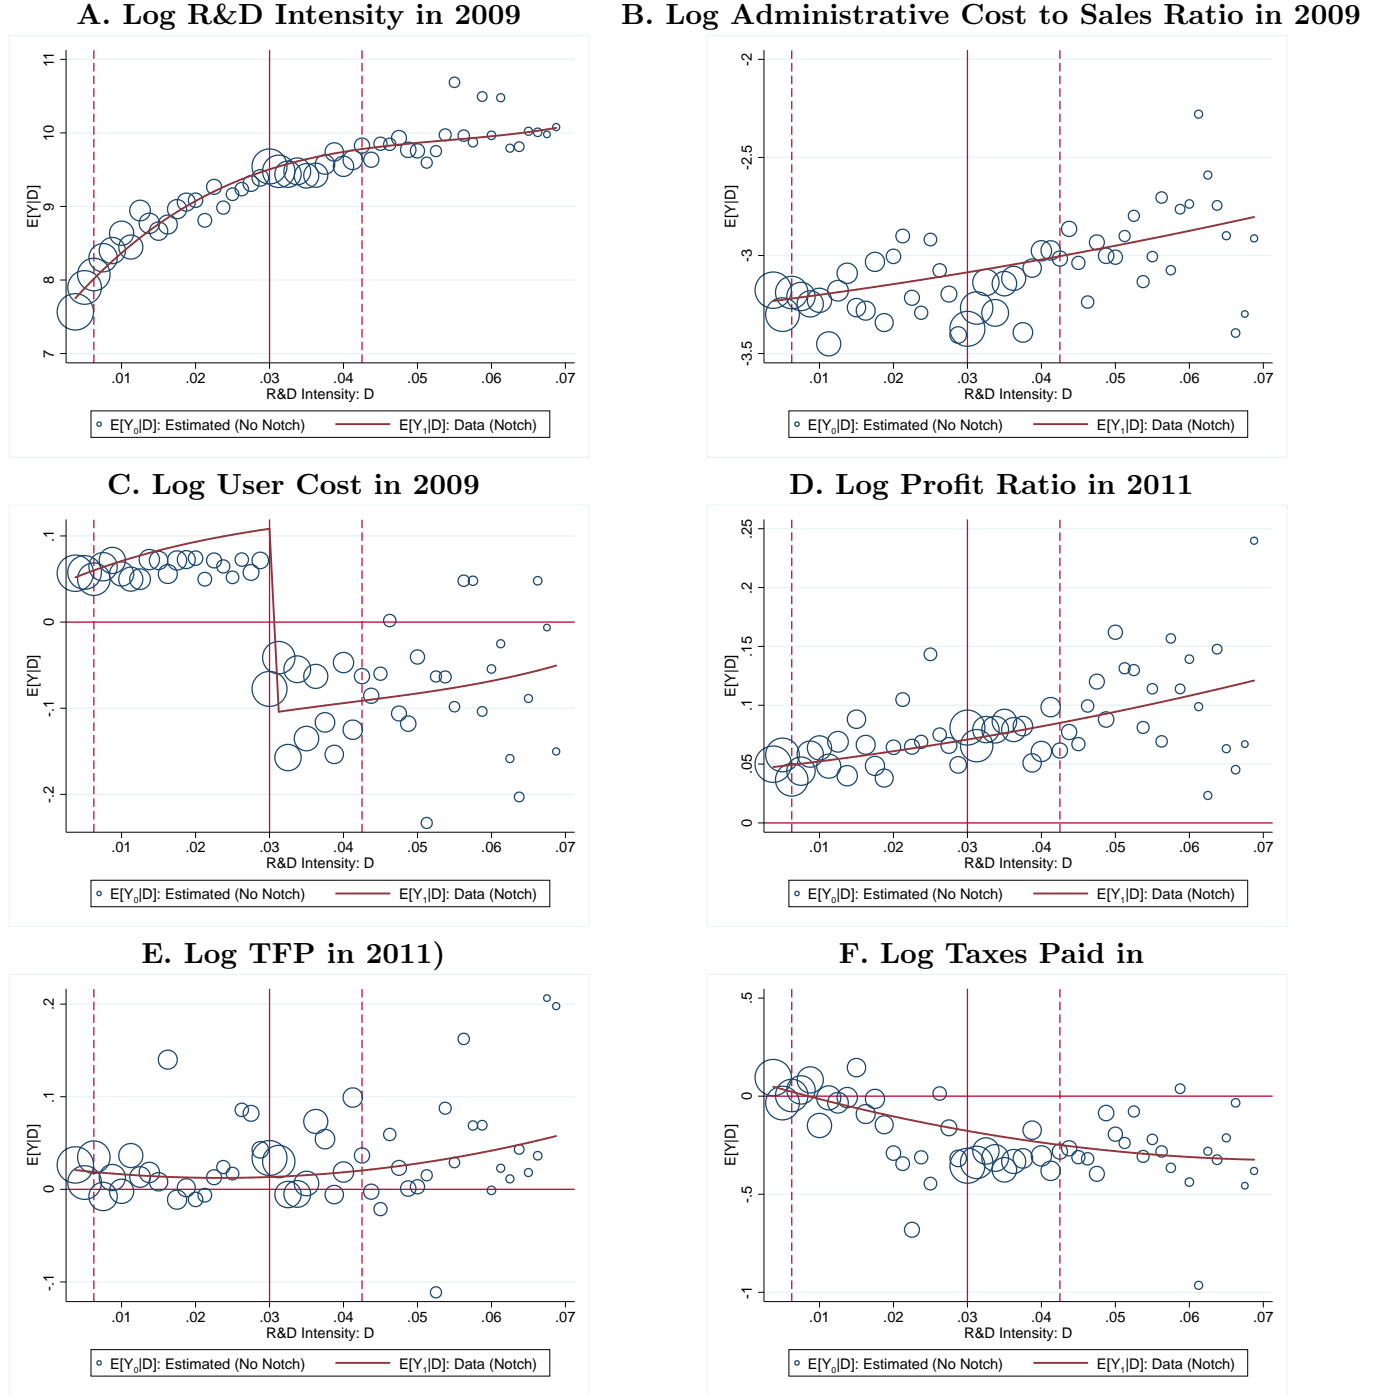 A. Log R&D Intensity in 2009
B. Log Administrative Cost to Sales Ratio in 2009
E[Y|D]
11
10
9
8
7
.01 .02 .03 .04 .05 .06 .07
R&D Intensity: D
E[Y₀|D]: Estimated (No Notch) E[Y₁|D]: Data (Notch)
E[Y|D]
-2
-2.5
-3
-3.5
.01 .02 .03 .04 .05 .06 .07
R&D Intensity: D
E[Y₀|D]: Estimated (No Notch) E[Y₁|D]: Data (Notch)
C. Log User Cost in 2009
D. Log Profit Ratio in 2011
E[Y|D]
.1
0
-.1
-.2
.01 .02 .03 .04 .05 .06 .07
R&D Intensity: D
E[Y₀|D]: Estimated (No Notch) E[Y₁|D]: Data (Notch)
E[Y|D]
.25
.2
.15
.1
.05
0
.01 .02 .03 .04 .05 .06 .07
R&D Intensity: D
E[Y₀|D]: Estimated (No Notch) E[Y₁|D]: Data (Notch)
E. Log TFP in 2011)
F. Log Taxes Paid in
E[Y|D]
.2
.1
0
-.1
.01 .02 .03 .04 .05 .06 .07
R&D Intensity: D
E[Y₀|D]: Estimated (No Notch) E[Y₁|D]: Data (Notch)
E[Y|D]
.5
0
-.5
-1
.01 .02 .03 .04 .05 .06 .07
R&D Intensity: D
E[Y₀|D]: Estimated (No Notch) E[Y₁|D]: Data (Notch)